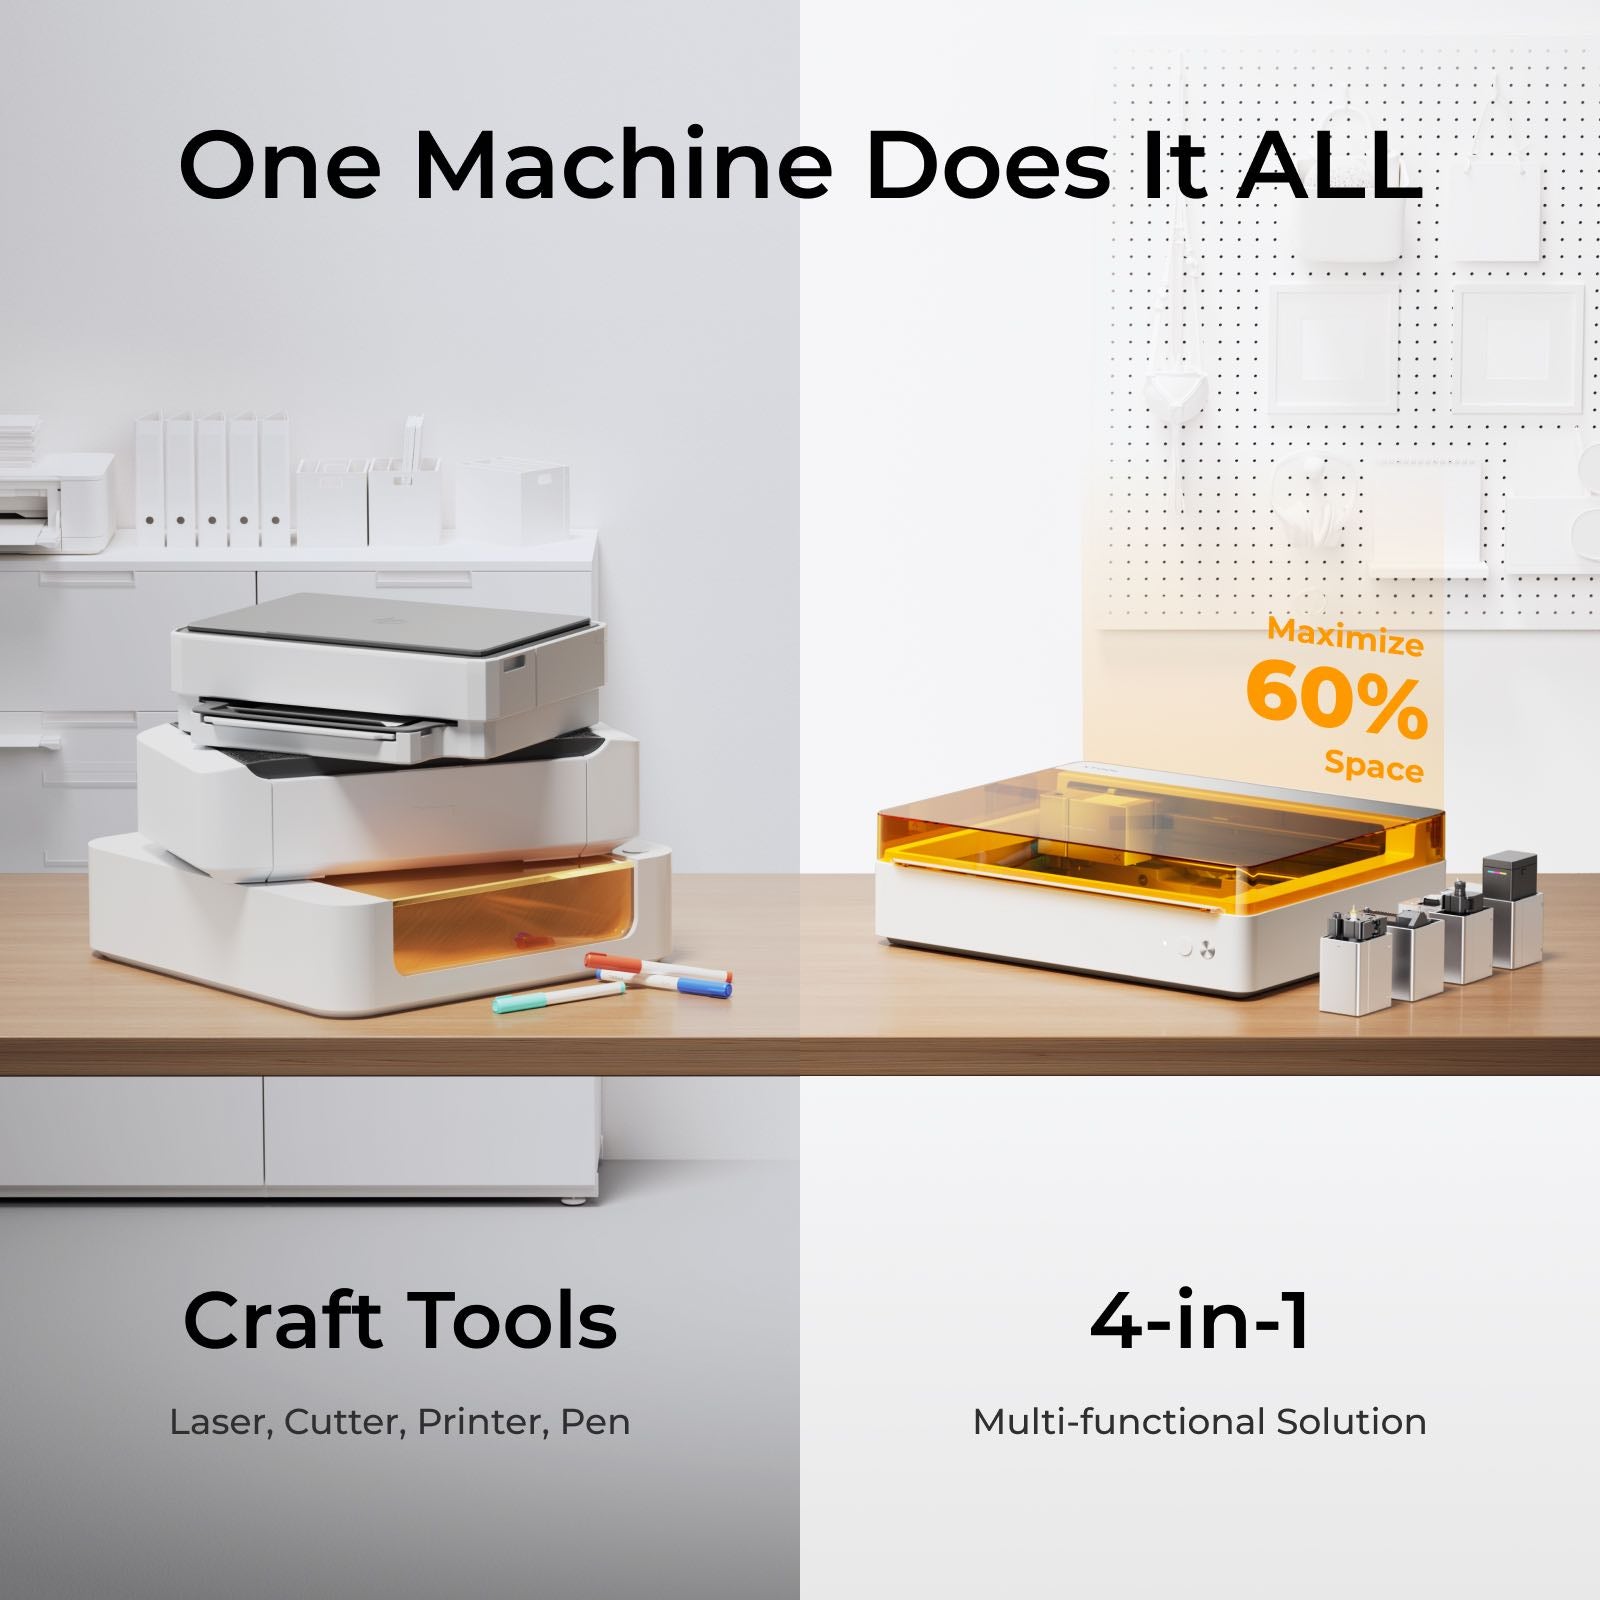 One Machine Does It ALL
Maximize
60%
Space
Craft Tools
Laser, Cutter, Printer, Pen
4-in-1
Multi-functional Solution